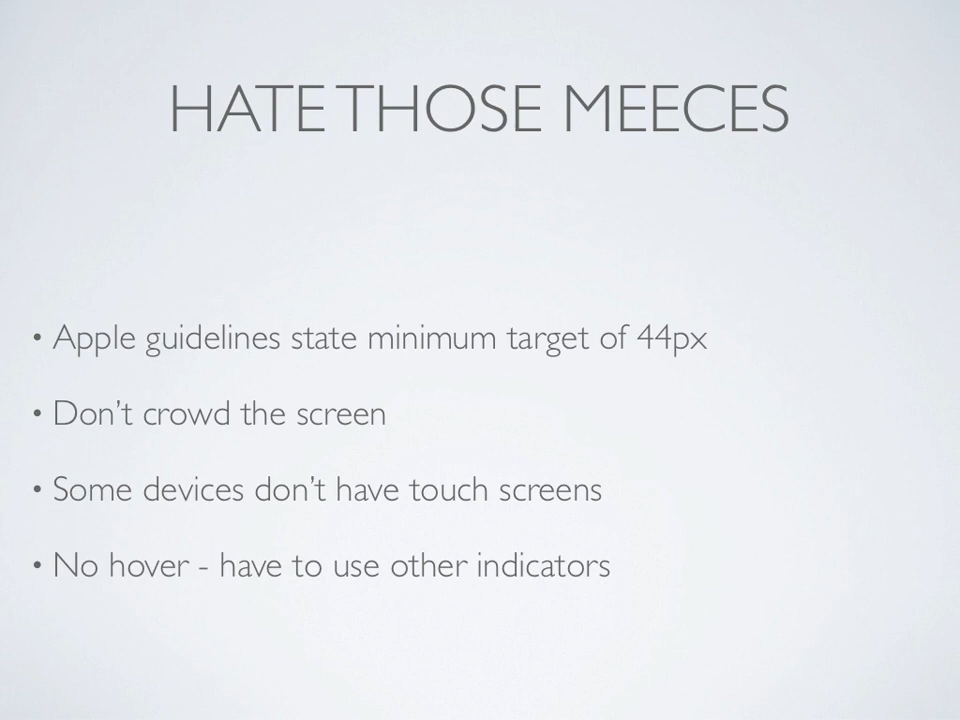 HATE THOSE MEECES
• Apple guidelines state minimum target of 44px
• Don’t crowd the screen
• Some devices don’t have touch screens
• No hover - have to use other indicators